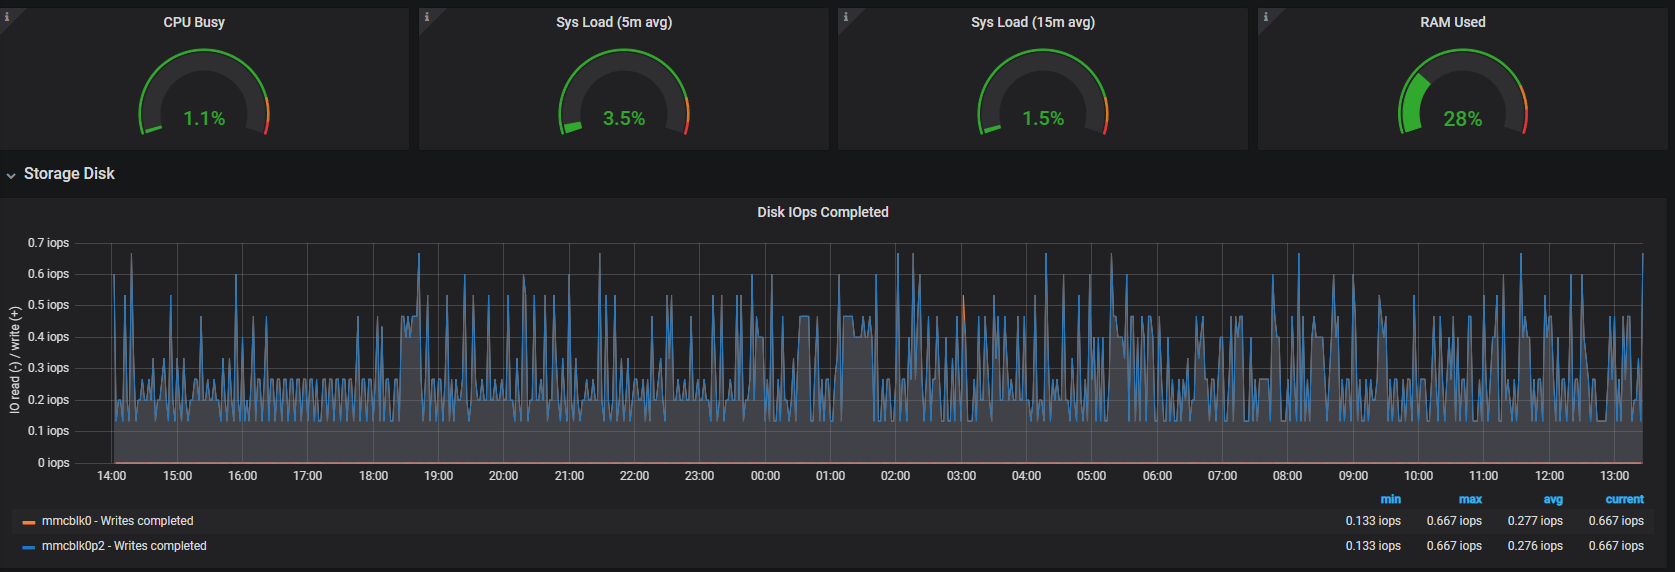 CPU Busy
Sys Load (5m avg)
Sys Load (15m avg)
RAM Used
1.1%
3.5%
1.5%
28%
Storage Disk
Disk IOps Completed
IO read (-) / write (+)
0.7 iops
0.6 iops
0.5 iops
0.4 iops
0.3 iops
0.2 iops
0.1 iops
0 iops
14:00 15:00 16:00 17:00 18:00 19:00 20:00 21:00 22:00 23:00 00:00 01:00 02:00 03:00 04:00 05:00 06:00 07:00 08:00 09:00 10:00 11:00 12:00 13:00
min max avg current
mmcblk0 - Writes completed 0.133 iops 0.667 iops 0.277 iops 0.667 iops
mmcblk0p2 - Writes completed 0.133 iops 0.667 iops 0.276 iops 0.667 iops